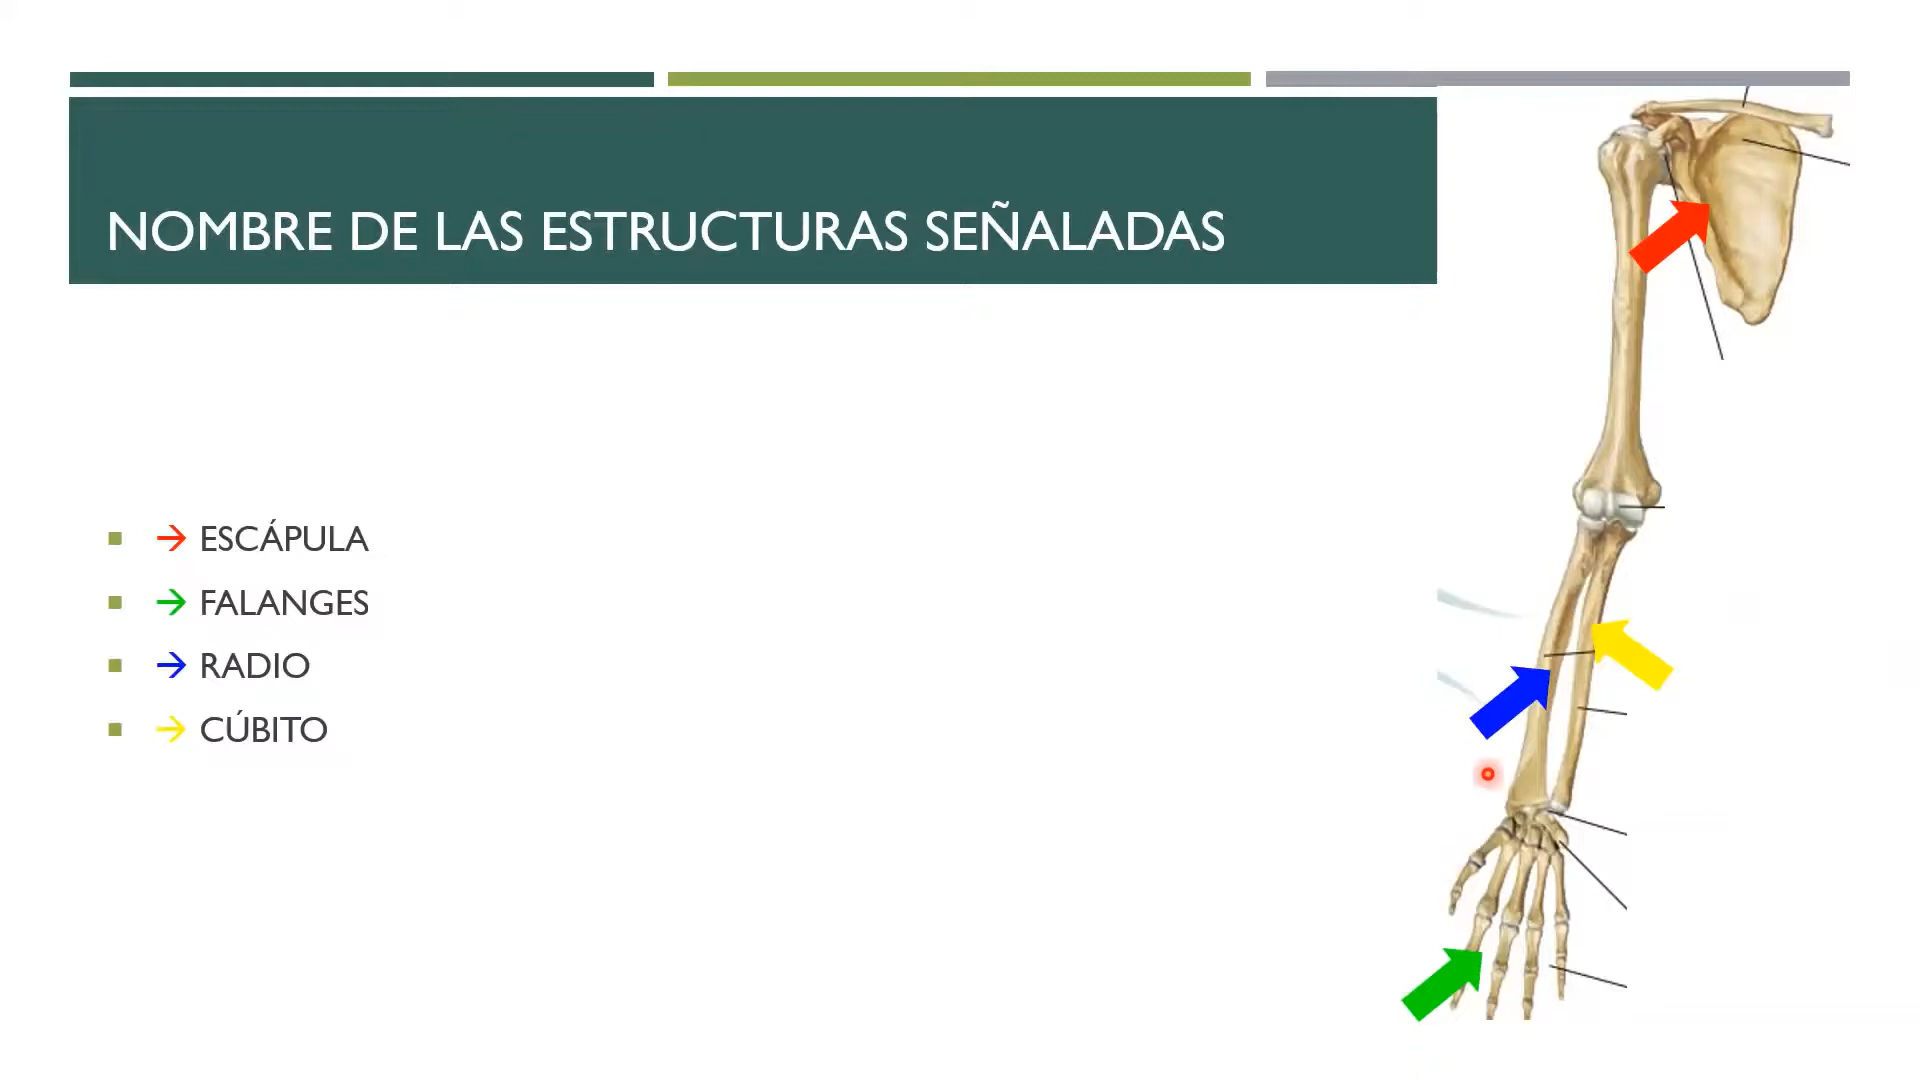 NOMBRE DE LAS ESTRUCTURAS SEÑALADAS
→ ESCÁPULA
→ FALANGES
→ RADIO
→ CÚBITO